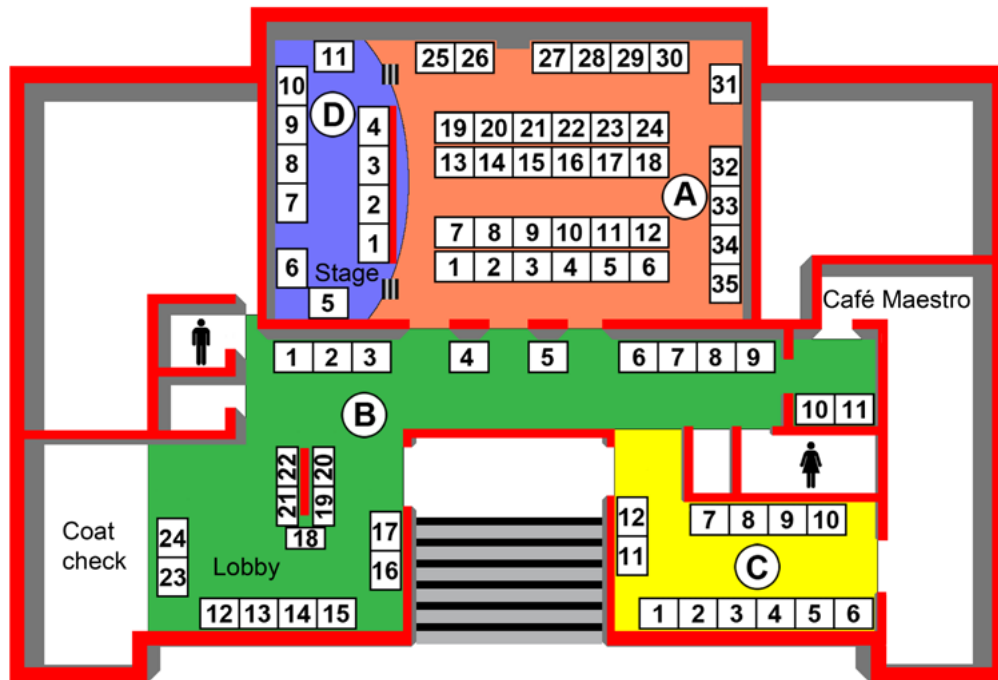 11
25 26
27 28 29 30
10
31
D
9
4
19 20 21 22 23 24
8
3
13 14 15 16 17 18
32
7
2
A
33
1
7 8 9 10 11 12
34
6
Stage
1 2 3 4 5 6
35
5
Café Maestro
1 2 3
4
5
6 7 8 9
B
10 11
22
20
21
19
18
24
23
Coat
check
Lobby
17
16
12 13 14 15
12
11
7 8 9 10
C
1 2 3 4 5 6